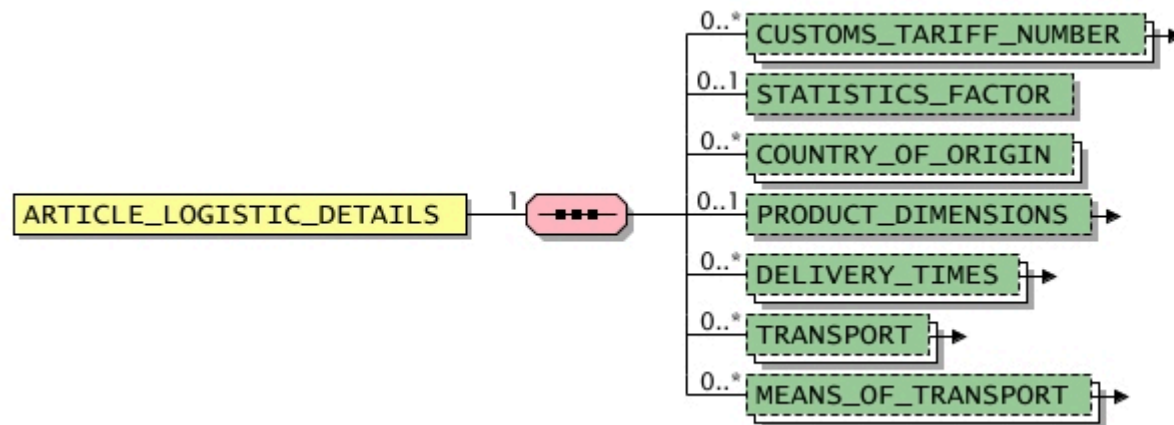 0..* CUSTOMS_TARIFF_NUMBER
0..1 STATISTICS_FACTOR
0..* COUNTRY_OF_ORIGIN
ARTICLE_LOGISTIC_DETAILS 1 0..1 PRODUCT_DIMENSIONS
0..* DELIVERY_TIMES
0..* TRANSPORT
0..* MEANS_OF_TRANSPORT